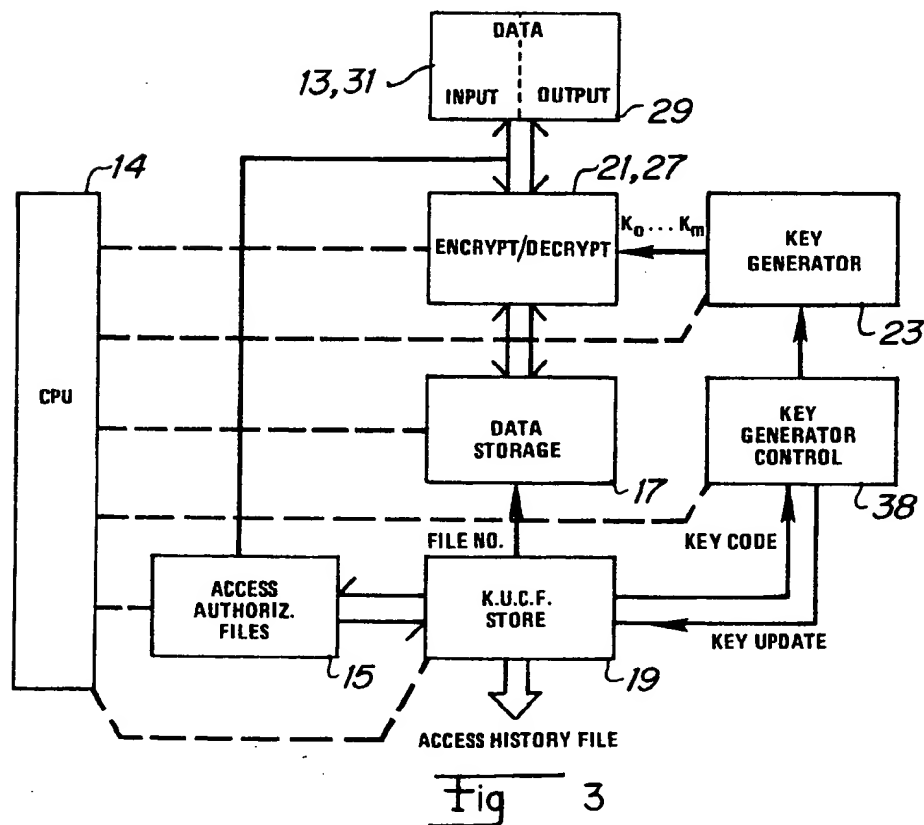 DATA
13,31
INPUT
OUTPUT
29
14
21,27
ENCRYPT/DECRYPT
K₀ ... Kₘ
KEY
GENERATOR
23
CPU
DATA
STORAGE
17
KEY
GENERATOR
CONTROL
38
FILE NO.
KEY CODE
ACCESS
AUTHORIZ.
FILES
15
K.U.C.F.
STORE
19
KEY UPDATE
ACCESS HISTORY FILE
Fig 3